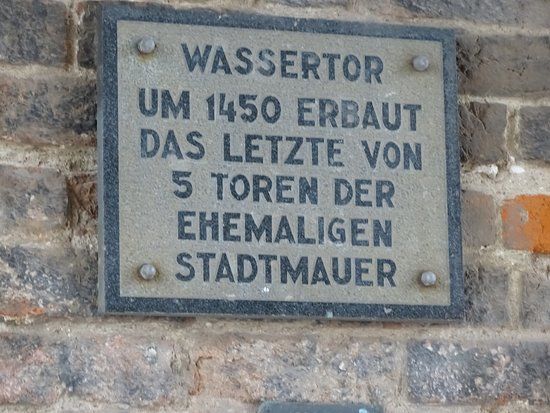 WASSERTOR
UM 1450 ERBAUT
DAS LETZTE VON
5 TOREN DER
EHEMALIGEN
STADTMAUER